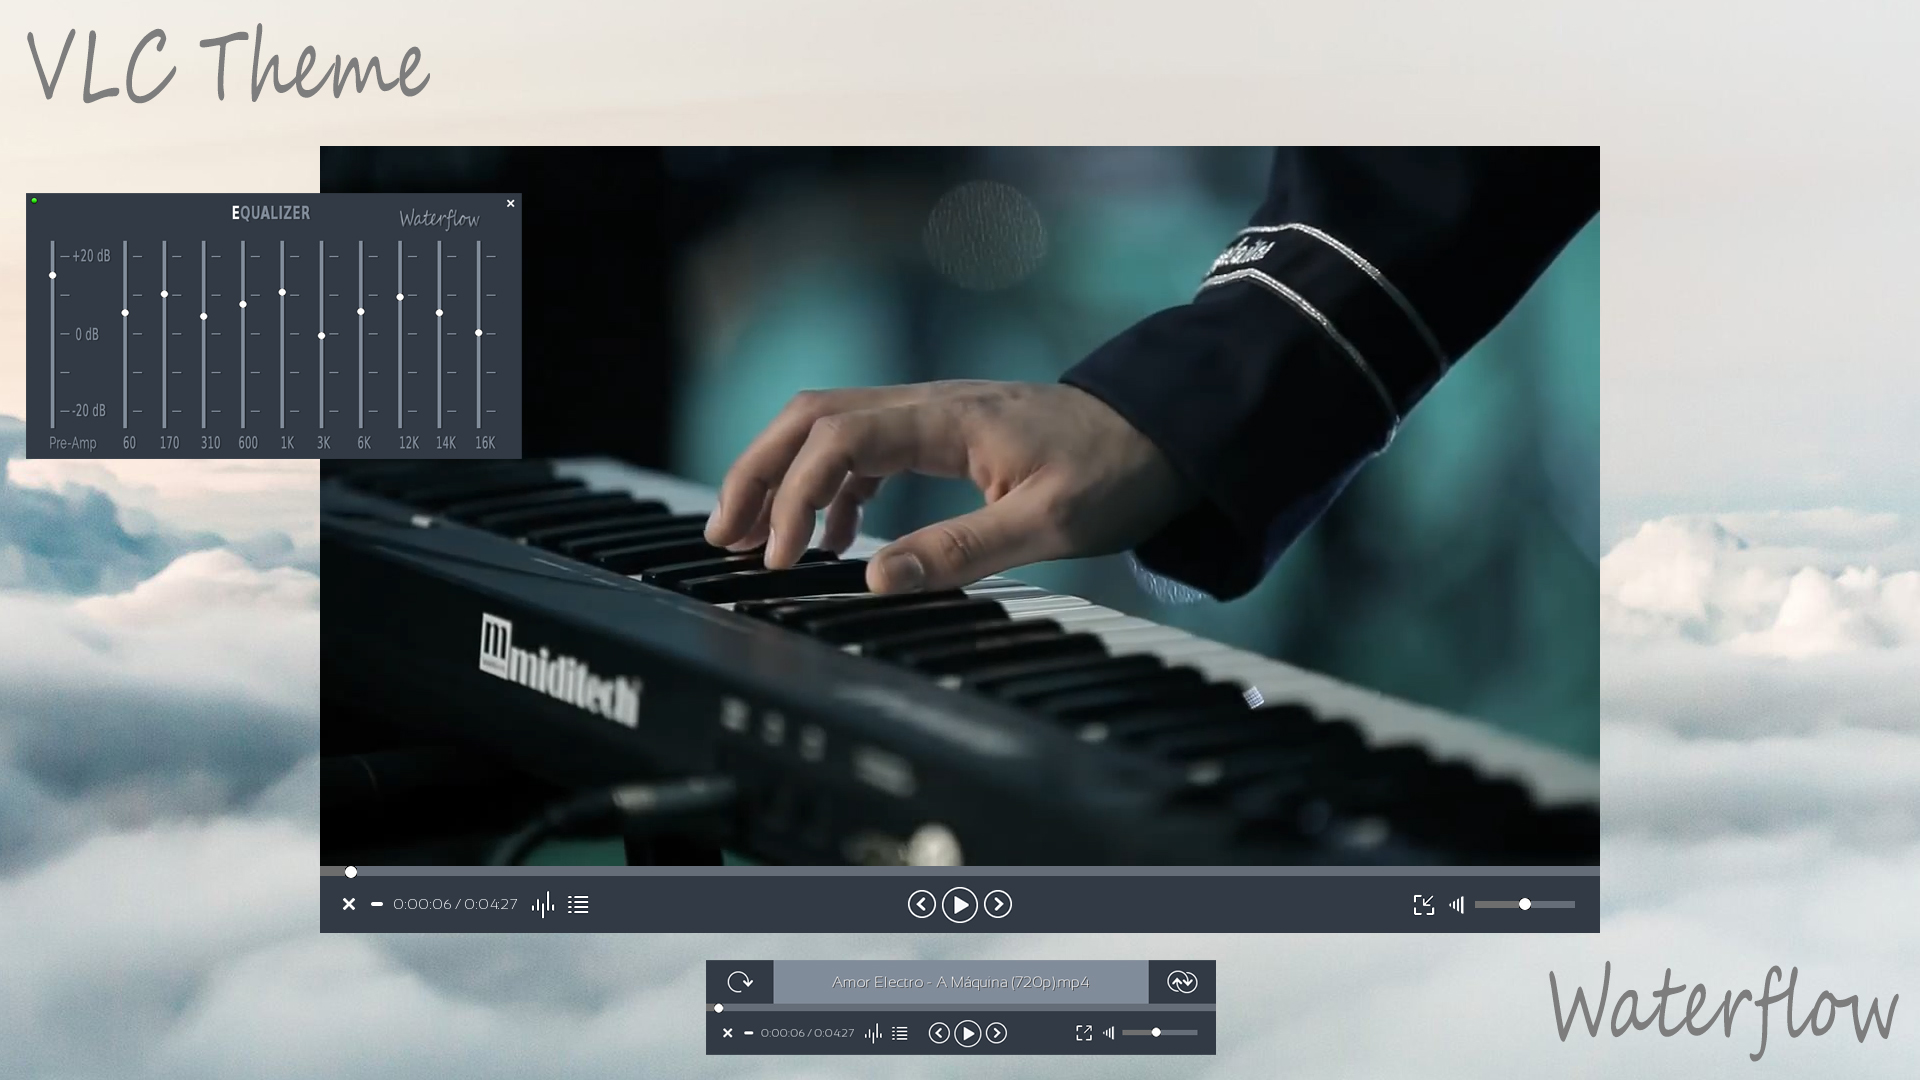 VLC Theme
EQUALIZER
Waterflow
+20 dB
0 dB
-20 dB
Pre-Amp 60 170 310 600 1K 3K 6K 12K 14K 16K
miditech
0:00:06 / 0:04:27
Amor Electro - A Máquina (720p).mp4
0:00:06 / 0:04:27
Waterflow